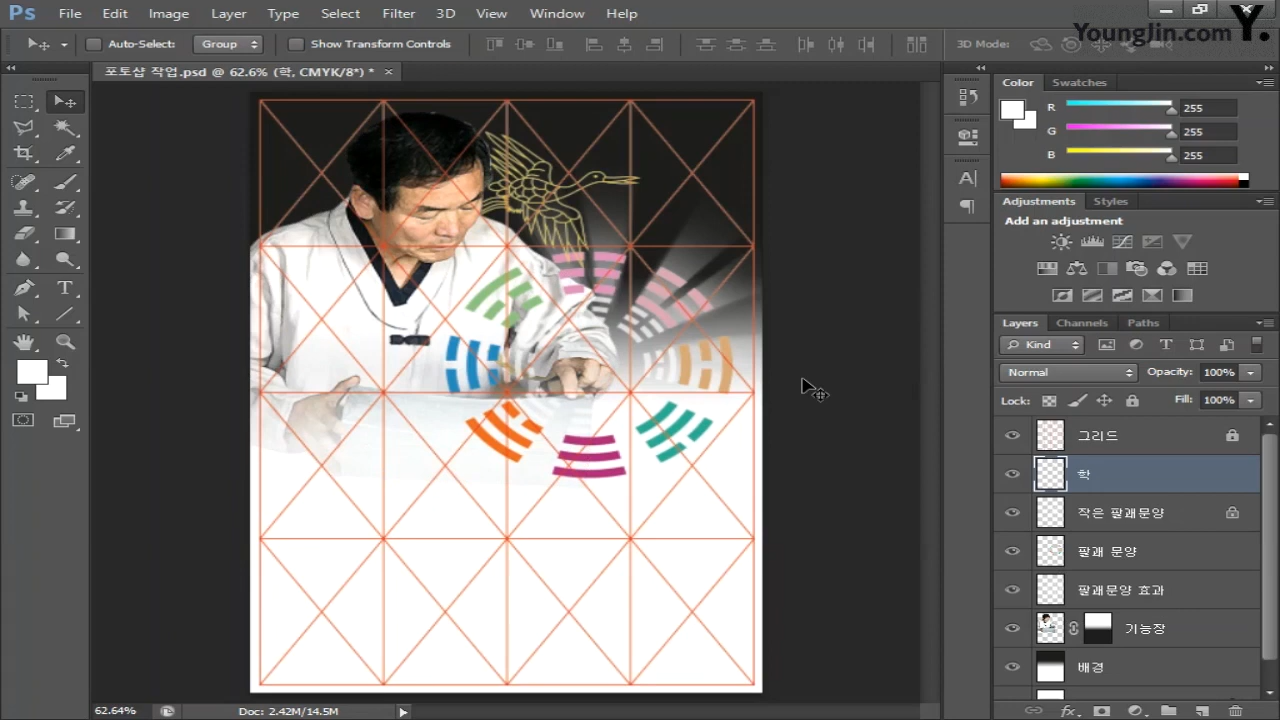 Ps File Edit Image Layer Type Select Filter 3D View Window Help
YoungJin.com Y.
Auto-Select: Group Show Transform Controls 3D Mode:
포토샵 작업.psd @ 62.6% (학, CMYK/8*) * ×
Color Swatches
R 255
G 255
B 255
Adjustments Styles
Add an adjustment
Layers Channels Paths
Kind
Normal Opacity: 100%
Lock: Fill: 100%
그리드
학
작은 팔괘문양
팔괘 문양
팔괘문양 효과
기능장
배경
62.64% Doc: 2.42M/14.5M